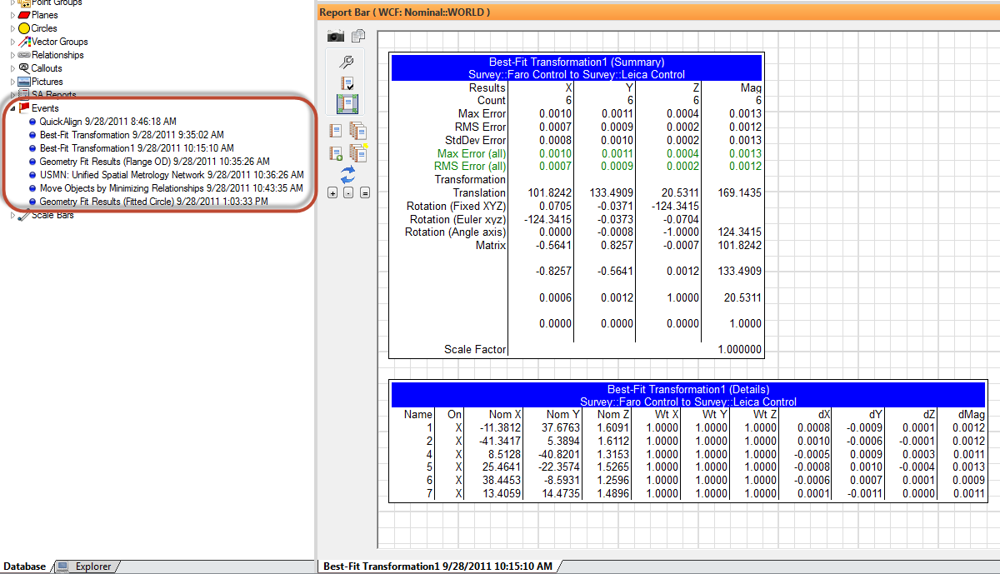 Point Groups
Planes
Circles
Vector Groups
Relationships
Callouts
Pictures
SA Reports
Events
QuickAlign 9/28/2011 8:46:18 AM
Best-Fit Transformation 9/28/2011 9:35:02 AM
Best-Fit Transformation1 9/28/2011 10:15:10 AM
Geometry Fit Results (Flange OD) 9/28/2011 10:35:26 AM
USMN: Unified Spatial Metrology Network 9/28/2011 10:36:26 AM
Move Objects by Minimizing Relationships 9/28/2011 10:43:35 AM
Geometry Fit Results (Fitted Circle) 9/28/2011 1:03:33 PM
Scale Bars
Database Explorer
Report Bar ( WCF: Nominal::WORLD )
+ - =
Best-Fit Transformation1 (Summary)
Survey::Faro Control to Survey::Leica Control
Results X Y Z Mag
Count 6 6 6 6
Max Error 0.0010 0.0011 0.0004 0.0013
RMS Error 0.0007 0.0009 0.0002 0.0012
StdDev Error 0.0008 0.0010 0.0002 0.0013
Max Error (all) 0.0010 0.0011 0.0004 0.0013
RMS Error (all) 0.0007 0.0009 0.0002 0.0012
Transformation
Translation 101.8242 133.4909 20.5311 169.1435
Rotation (Fixed XYZ) 0.0705 -0.0371 -124.3415
Rotation (Euler xyz) -124.3415 -0.0373 -0.0704
Rotation (Angle axis) 0.0000 -0.0008 -1.0000 124.3415
Matrix -0.5641 0.8257 -0.0007 101.8242
-0.8257 -0.5641 0.0012 133.4909
0.0006 0.0012 1.0000 20.5311
0.0000 0.0000 0.0000 1.0000
Scale Factor 1.000000
Best-Fit Transformation1 (Details)
Survey::Faro Control to Survey::Leica Control
Name On Nom X Nom Y Nom Z Wt X Wt Y Wt Z dX dY dZ dMag
1 X -11.3812 37.6763 1.6091 1.0000 1.0000 1.0000 0.0008 -0.0009 0.0001 0.0012
2 X -41.3417 5.3894 1.6112 1.0000 1.0000 1.0000 0.0010 -0.0006 -0.0001 0.0012
4 X 8.5128 -40.8201 1.3153 1.0000 1.0000 1.0000 -0.0005 0.0009 0.0003 0.0011
5 X 25.4641 -22.3574 1.5265 1.0000 1.0000 1.0000 -0.0008 0.0010 -0.0004 0.0013
6 X 38.4453 -8.5931 1.2596 1.0000 1.0000 1.0000 -0.0006 0.0007 0.0001 0.0009
7 X 13.4059 14.4735 1.4896 1.0000 1.0000 1.0000 0.0001 -0.0011 0.0000 0.0011
Best-Fit Transformation1 9/28/2011 10:15:10 AM